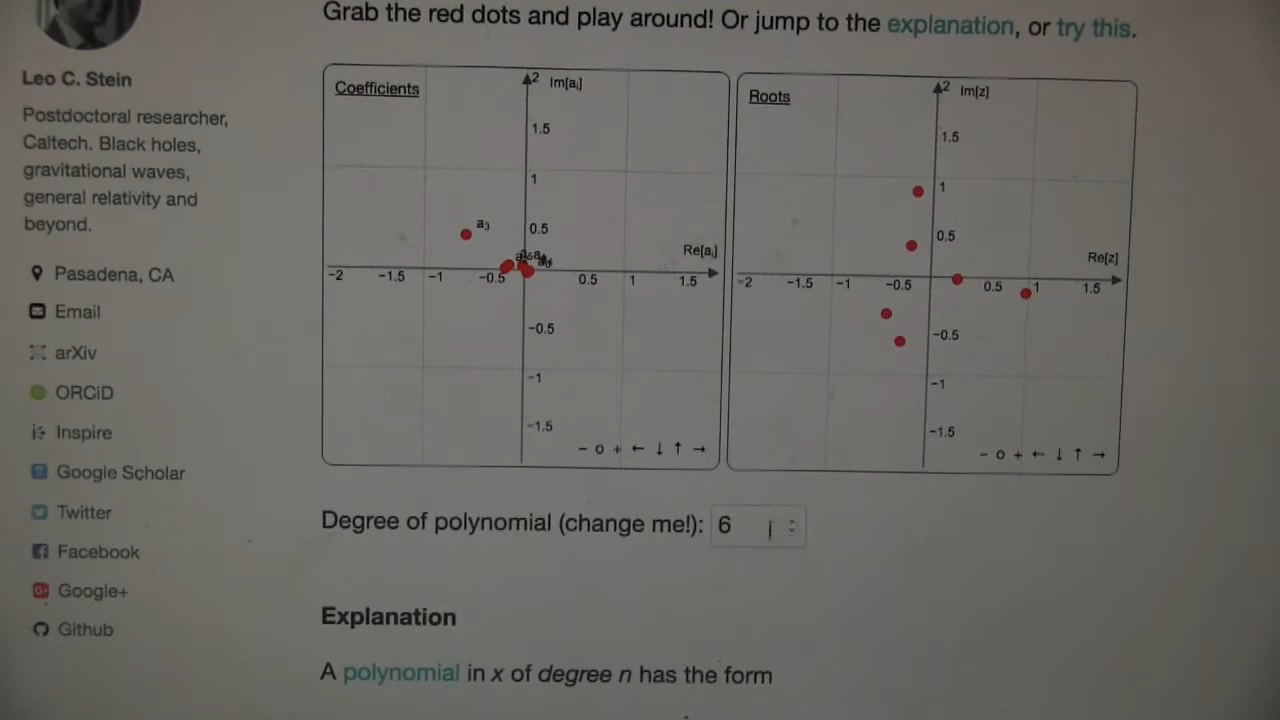 Grab the red dots and play around! Or jump to the explanation, or try this.
Leo C. Stein
Postdoctoral researcher,
Caltech. Black holes,
gravitational waves,
general relativity and
beyond.
Pasadena, CA
Email
arXiv
ORCiD
Inspire
Google Scholar
Twitter
Facebook
Google+
Github
Coefficients
2 Im[aᵢ]
1.5
1
a₃
0.5
Re[aᵢ]
−2 −1.5 −1 −0.5 0.5 1 1.5
−0.5
−1
−1.5
− o + ← ↓ ↑ →
Roots
2 Im[z]
1.5
1
0.5
Re[z]
−2 −1.5 −1 −0.5 0.5 1 1.5
−0.5
−1
−1.5
− o + ← ↓ ↑ →
Degree of polynomial (change me!): 6
Explanation
A polynomial in x of degree n has the form